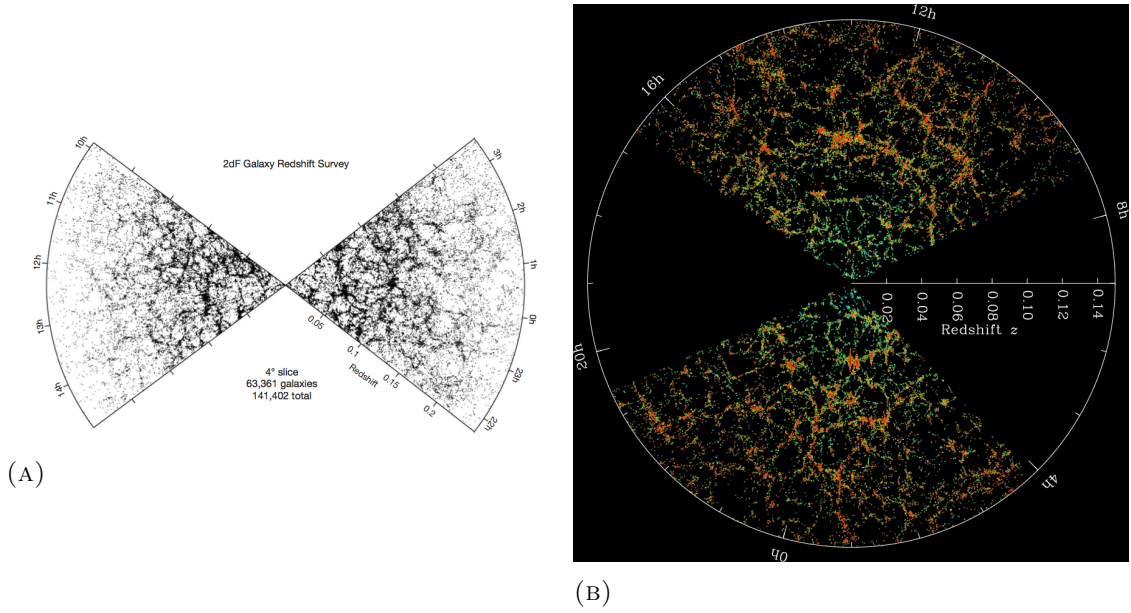 2dF Galaxy Redshift Survey
10h
11h
12h
13h
14h
3h
2h
1h
0h
23h
22h
0.05
0.1
0.15
0.2
Redshift
4° slice
63,361 galaxies
141,402 total
(A)
12h
16h
8h
20h
4h
0h
0.02
0.04
0.06
0.08
0.10
0.12
0.14
Redshift z
(B)